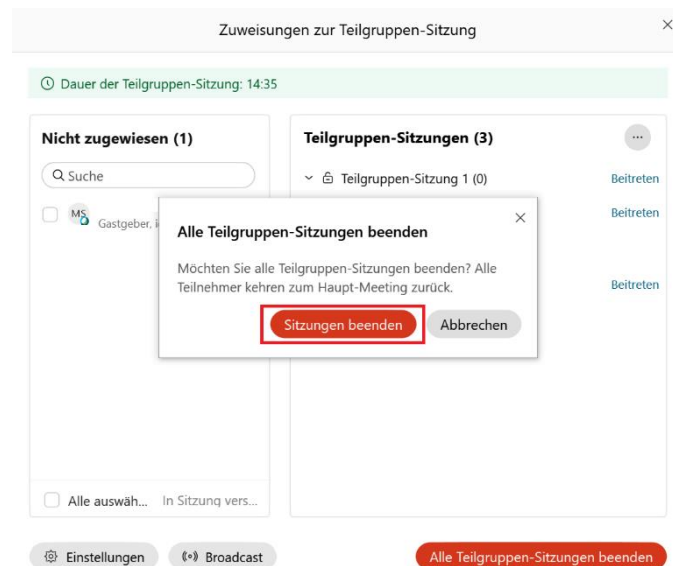 Zuweisungen zur Teilgruppen-Sitzung
Dauer der Teilgruppen-Sitzung: 14:35
Nicht zugewiesen (1)
Suche
MS
Gastgeber,
Teilgruppen-Sitzungen (3)
Teilgruppen-Sitzung 1 (0) Beitreten
Beitreten
Beitreten
Alle Teilgruppen-Sitzungen beenden
Möchten Sie alle Teilgruppen-Sitzungen beenden? Alle
Teilnehmer kehren zum Haupt-Meeting zurück.
Sitzungen beenden Abbrechen
Alle auswäh... In Sitzung vers...
Einstellungen Broadcast Alle Teilgruppen-Sitzungen beenden